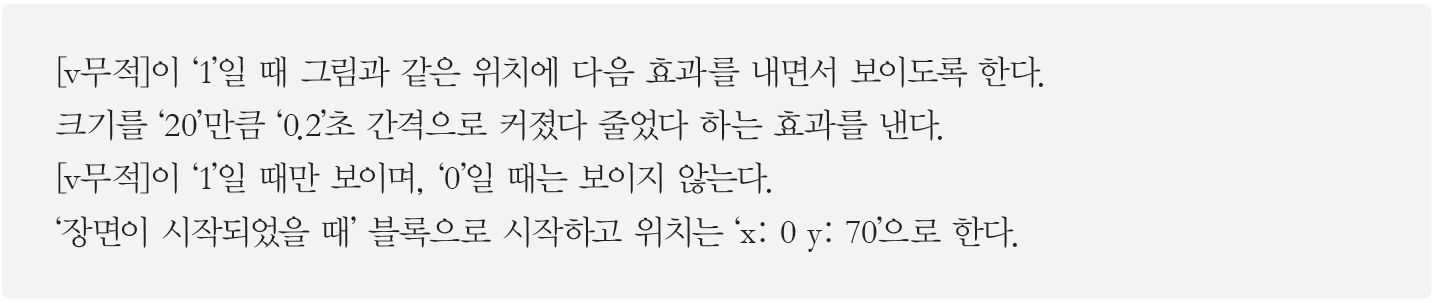 [v무적]이 ‘1’일 때 그림과 같은 위치에 다음 효과를 내면서 보이도록 한다.
크기를 ‘20’만큼 ‘0.2’초 간격으로 커졌다 줄었다 하는 효과를 낸다.
[v무적]이 ‘1’일 때만 보이며, ‘0’일 때는 보이지 않는다.
‘장면이 시작되었을 때’ 블록으로 시작하고 위치는 ‘x: 0 y: 70’으로 한다.